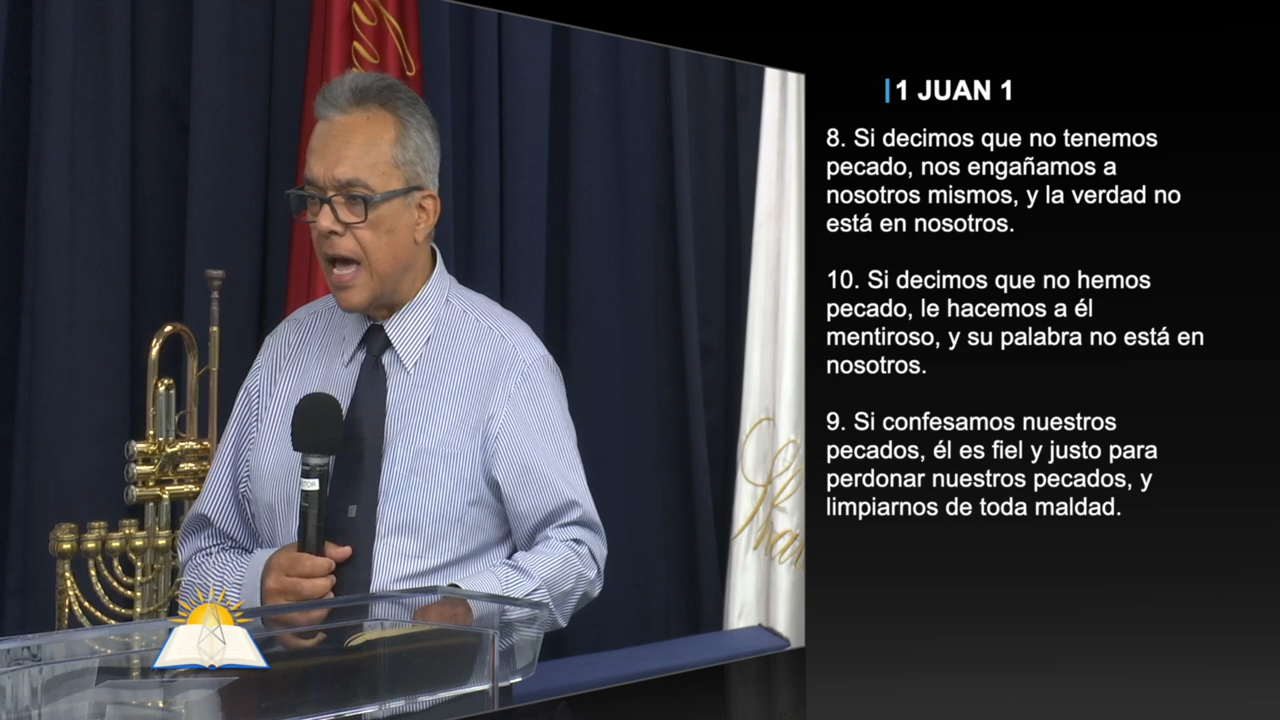 1 JUAN 1
8. Si decimos que no tenemos
pecado, nos engañamos a
nosotros mismos, y la verdad no
está en nosotros.
10. Si decimos que no hemos
pecado, le hacemos a él
mentiroso, y su palabra no está en
nosotros.
9. Si confesamos nuestros
pecados, él es fiel y justo para
perdonar nuestros pecados, y
limpiarnos de toda maldad.